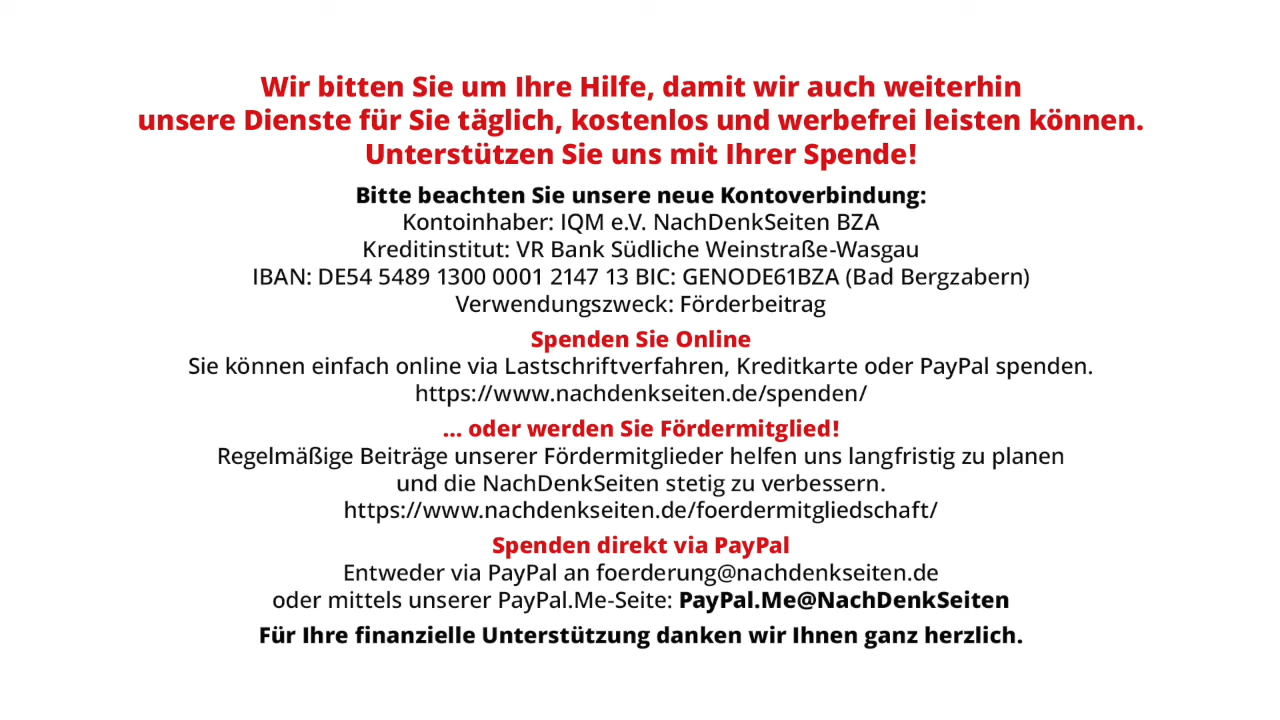 Wir bitten Sie um Ihre Hilfe, damit wir auch weiterhin
unsere Dienste für Sie täglich, kostenlos und werbefrei leisten können.
Unterstützen Sie uns mit Ihrer Spende!
Bitte beachten Sie unsere neue Kontoverbindung:
Kontoinhaber: IQM e.V. NachDenkSeiten BZA
Kreditinstitut: VR Bank Südliche Weinstraße-Wasgau
IBAN: DE54 5489 1300 0001 2147 13 BIC: GENODE61BZA (Bad Bergzabern)
Verwendungszweck: Förderbeitrag
Spenden Sie Online
Sie können einfach online via Lastschriftverfahren, Kreditkarte oder PayPal spenden.
https://www.nachdenkseiten.de/spenden/
... oder werden Sie Fördermitglied!
Regelmäßige Beiträge unserer Fördermitglieder helfen uns langfristig zu planen
und die NachDenkSeiten stetig zu verbessern.
https://www.nachdenkseiten.de/foerdermitgliedschaft/
Spenden direkt via PayPal
Entweder via PayPal an foerderung@nachdenkseiten.de
oder mittels unserer PayPal.Me-Seite: PayPal.Me@NachDenkSeiten
Für Ihre finanzielle Unterstützung danken wir Ihnen ganz herzlich.